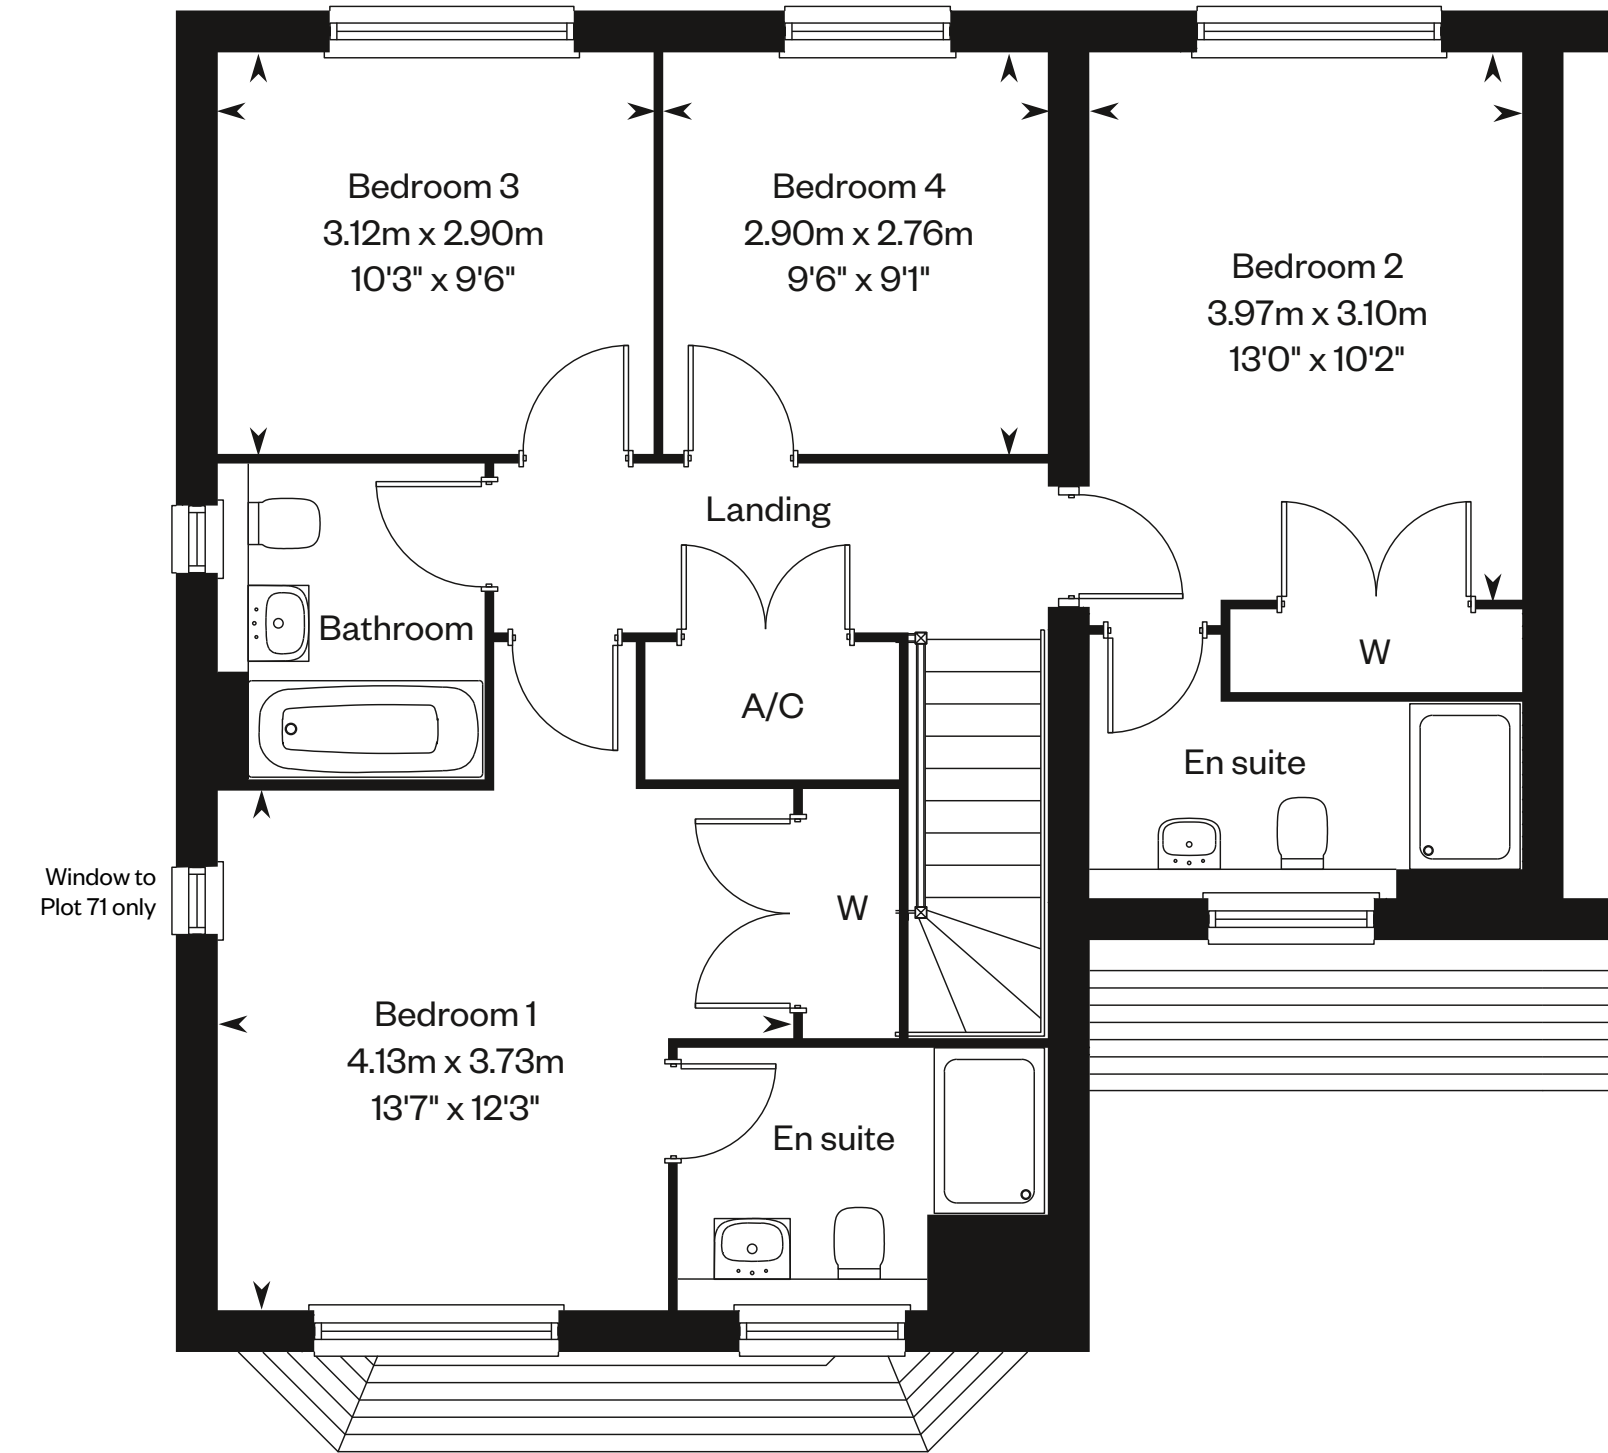 Bedroom 3
3.12m x 2.90m
10'3" x 9'6"
Bedroom 4
2.90m x 2.76m
9'6" x 9'1"
Bedroom 2
3.97m x 3.10m
13'0" x 10'2"
Landing
Bathroom
W
A/C
En suite
Window to
Plot 71 only
W
Bedroom 1
4.13m x 3.73m
13'7" x 12'3"
En suite